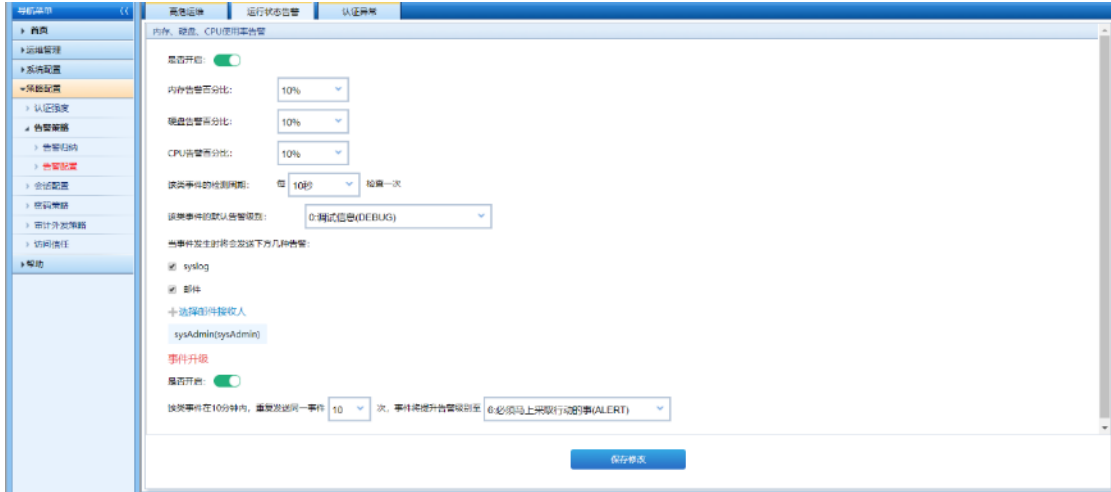 导航菜单
首页
运维管理
系统配置
策略配置
认证强度
告警策略
告警归纳
告警配置
会话配置
密码策略
审计外发策略
访问信任
帮助
高危运维 运行状态告警 认证异常
内存、硬盘、CPU使用率告警
是否开启:
内存告警百分比: 10%
硬盘告警百分比: 10%
CPU告警百分比: 10%
该类事件的检测周期: 每 10秒 检查一次
该类事件的默认告警级别: 0:调试信息(DEBUG)
当事件发生时将会发送下方几种告警:
syslog
邮件
选择邮件接收人
sysAdmin(sysAdmin)
事件升级
是否开启:
该类事件在10分钟内，重复发送同一事件 10 次，事件将提升告警级别至 6:必须马上采取行动的事(ALERT)
保存修改